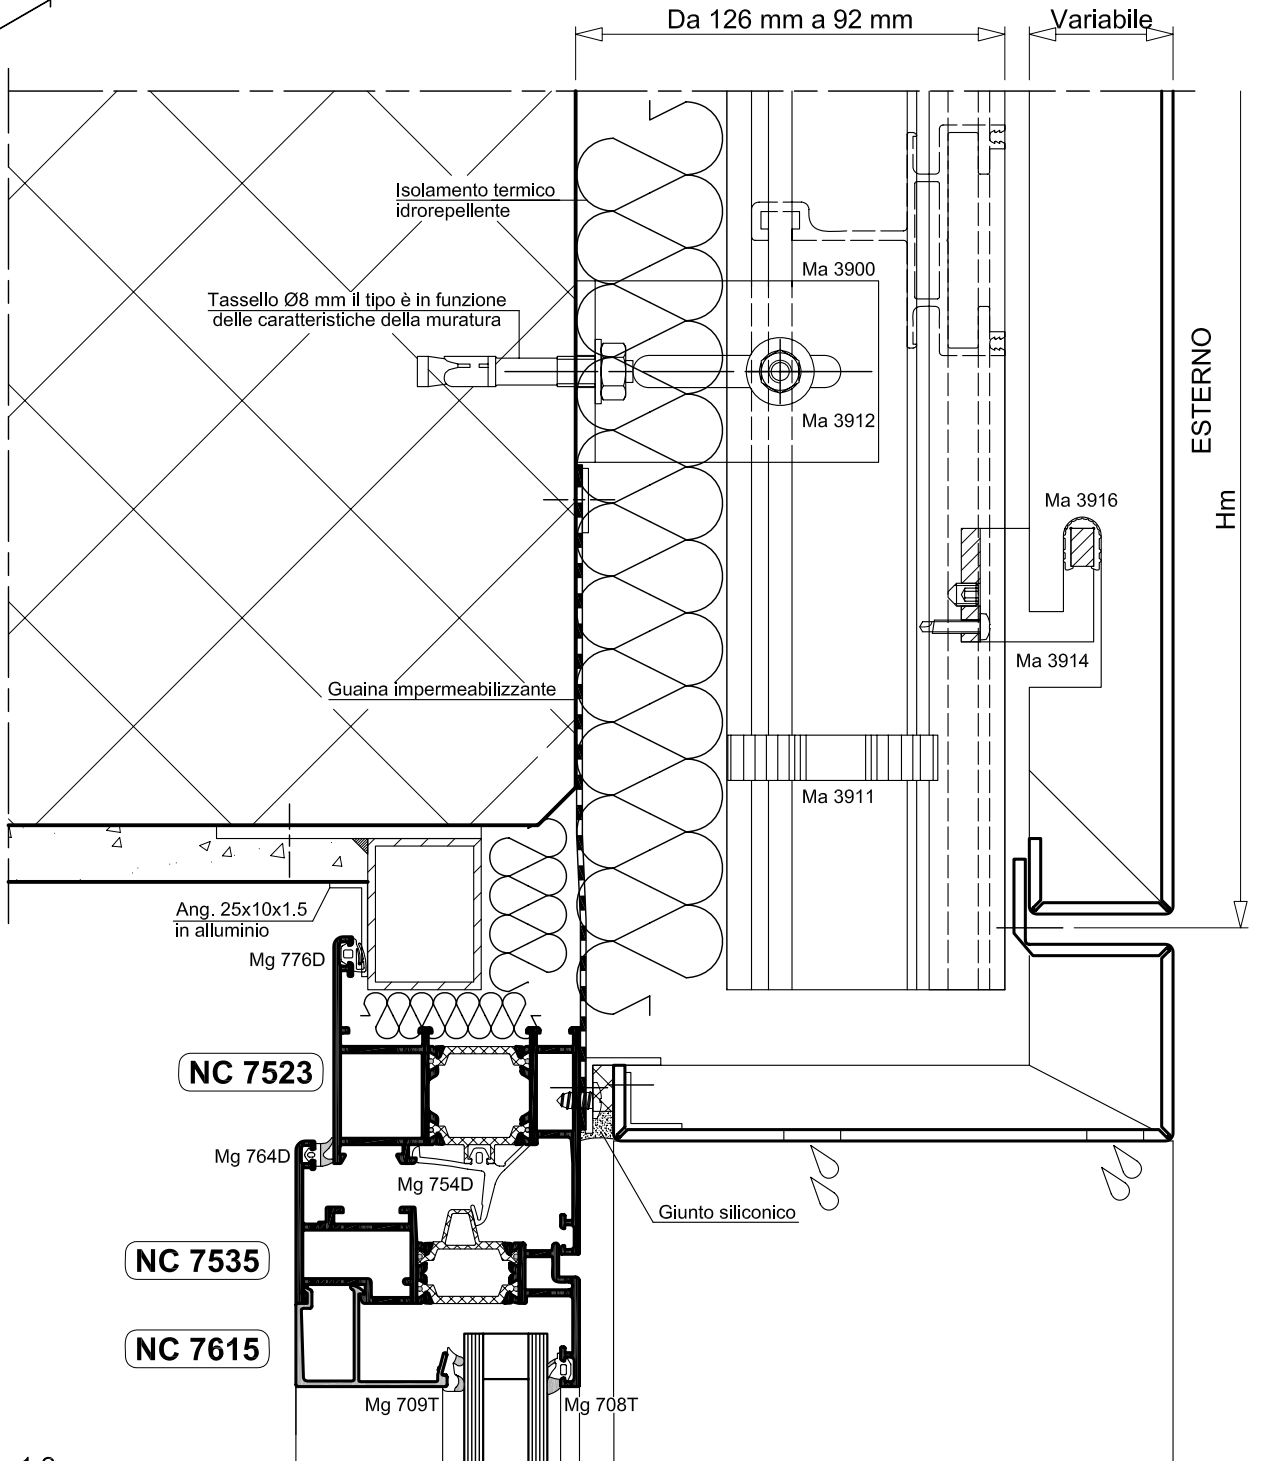 Da 126 mm a 92 mm
Variabile
Isolamento termico
idrorepellente
Ma 3900
Tassello Ø8 mm il tipo è in funzione
delle caratteristiche della muratura
ESTERNO
Ma 3912
Ma 3916
Hm
Ma 3914
Guaina impermeabilizzante
Ma 3911
Ang. 25x10x1.5
in alluminio
Mg 776D
NC 7523
Mg 764D
Mg 754D
Giunto siliconico
NC 7535
NC 7615
Mg 709T
Mg 708T